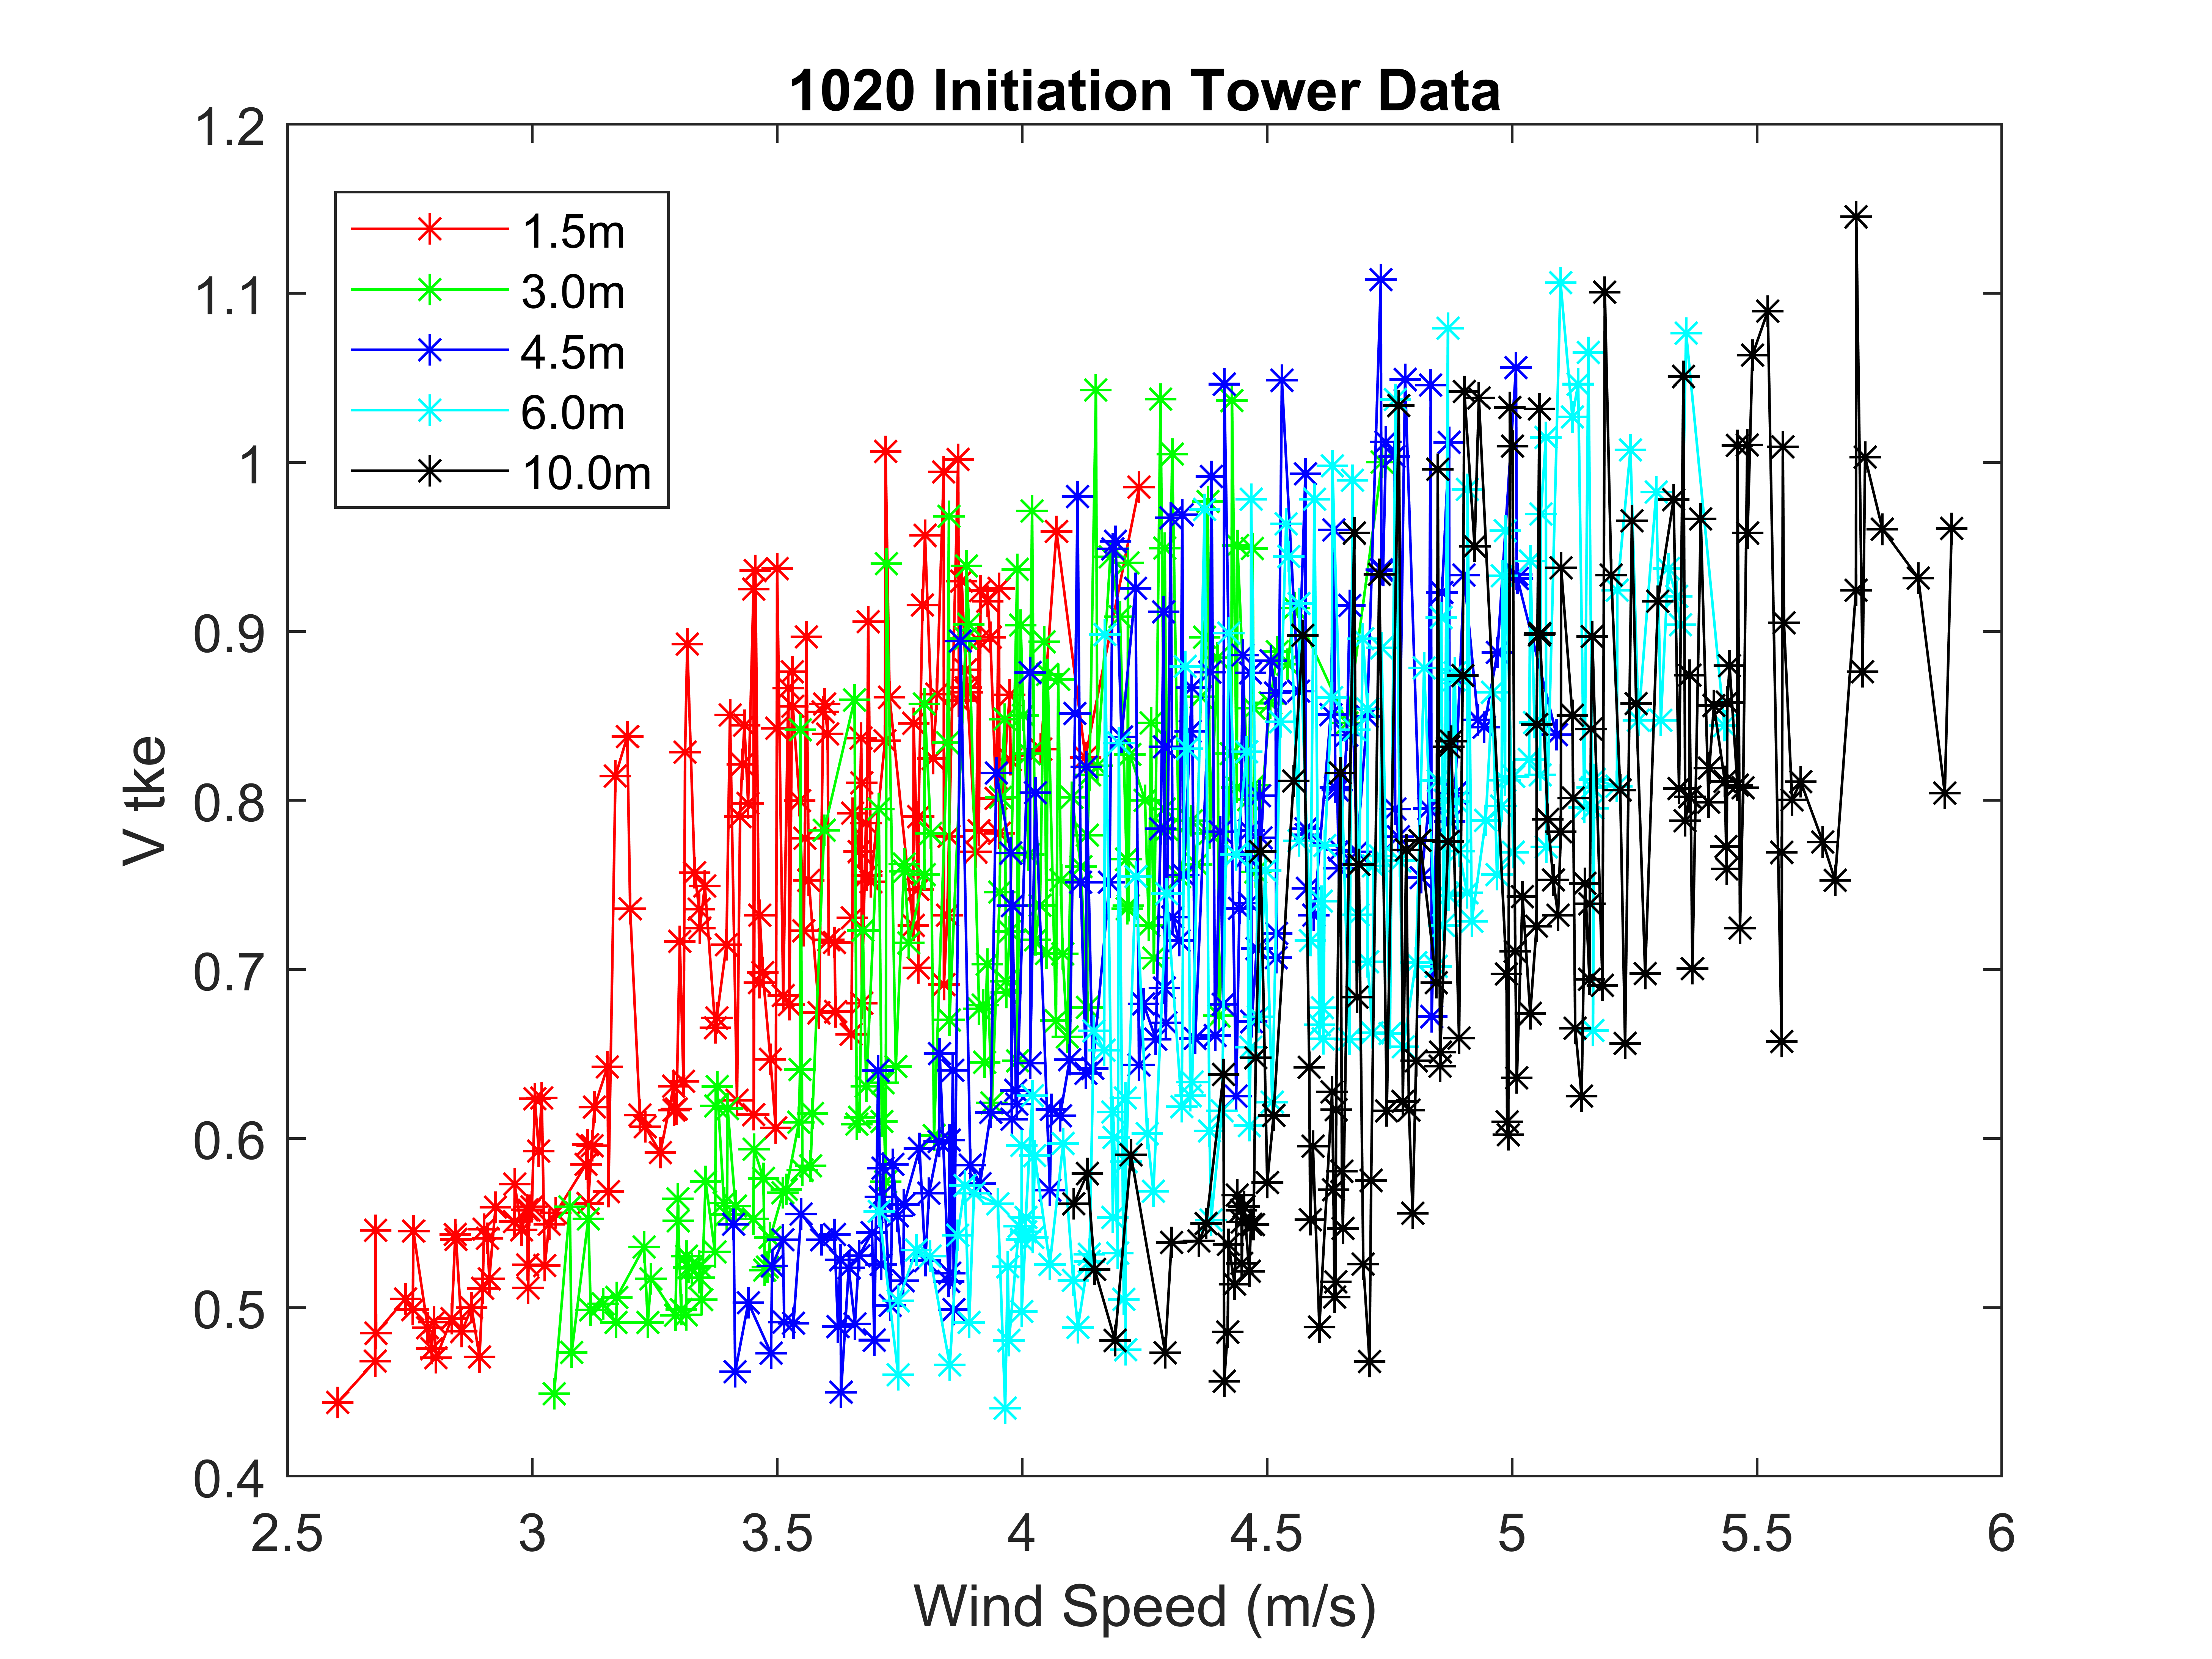 1020 Initiation Tower Data
1.2
1.1
1
0.9
0.8
0.7
0.6
0.5
0.4
V tke
1.5m
3.0m
4.5m
6.0m
10.0m
2.5 3 3.5 4 4.5 5 5.5 6
Wind Speed (m/s)